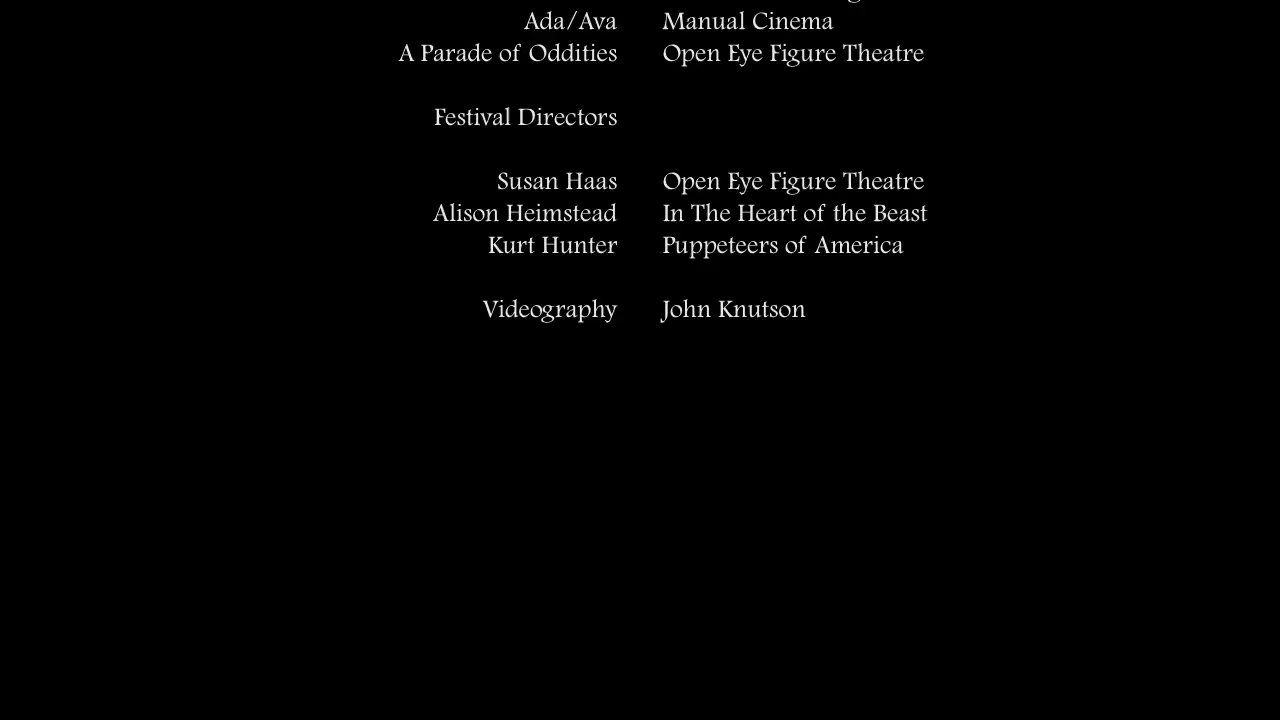 Ada/Ava Manual Cinema
A Parade of Oddities Open Eye Figure Theatre
Festival Directors
Susan Haas Open Eye Figure Theatre
Alison Heimstead In The Heart of the Beast
Kurt Hunter Puppeteers of America
Videography John Knutson